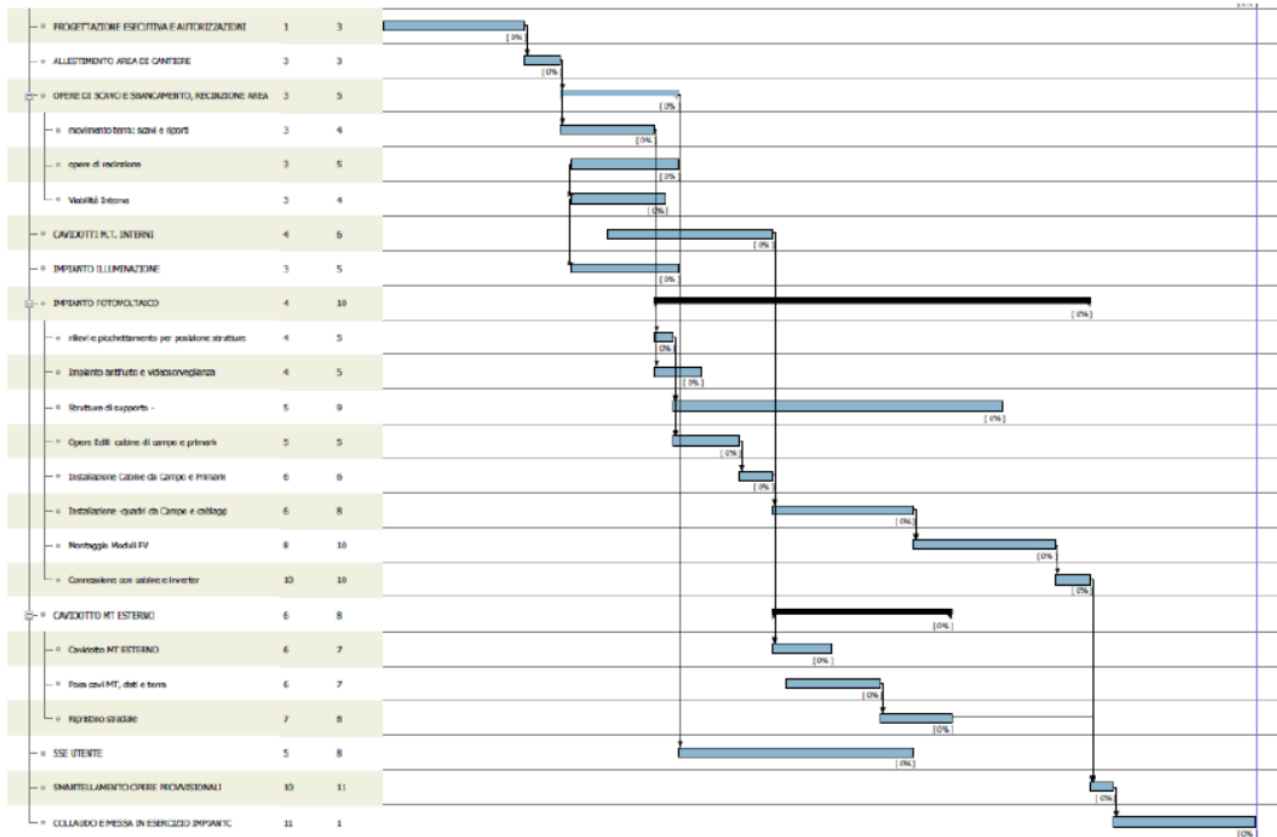 PROGETTAZIONE ESECUTIVA E AUTORIZZAZIONI 1 3
[0%]
ALLESTIMENTO AREA DI CANTIERE 3 3
[0%]
OPERE DI SCAVO E SBANCAMENTO, RECINZIONE AREA 3 5
[0%]
movimento terra: scavi e riporti 3 4
[0%]
opere di recinzione 3 5
[0%]
Viabilità Interna 3 4
[0%]
CAVIDOTTI M.T. INTERNI 4 6
[0%]
IMPIANTO ILLUMINAZIONE 3 5
[0%]
IMPIANTO FOTOVOLTAICO 4 10
[0%]
rilievi e picchettamento per posizione strutture 4 5
0%]
Impianto antifurto e videosorveglianza 4 5
[0%]
Strutture di supporto - 5 9
[0%]
Opere Edili cabine di campo e primarie 5 5
[0%]
Installazione Cabine da Campo e Primarie 6 6
[0%]
Installazione -quadri da Campo e cablagg 6 8
[0%]
Montaggio Moduli FV 8 10
[0%]
Connessione con cabine e inverter 10 10
[0%]
CAVIDOTTO MT ESTERNO 6 8
[0%]
Cavidotto MT ESTERNO 6 7
[0%]
Posa cavi MT, dati e terra 6 7
[0%]
Ripristino stradale 7 8
[0%]
SSE UTENTE 5 8
[0%]
SMANTELLAMENTO OPERE PROVVISIONALI 10 11
[0%]
COLLAUDO E MESSA IN ESERCIZIO IMPIANTO 11 1
[0%